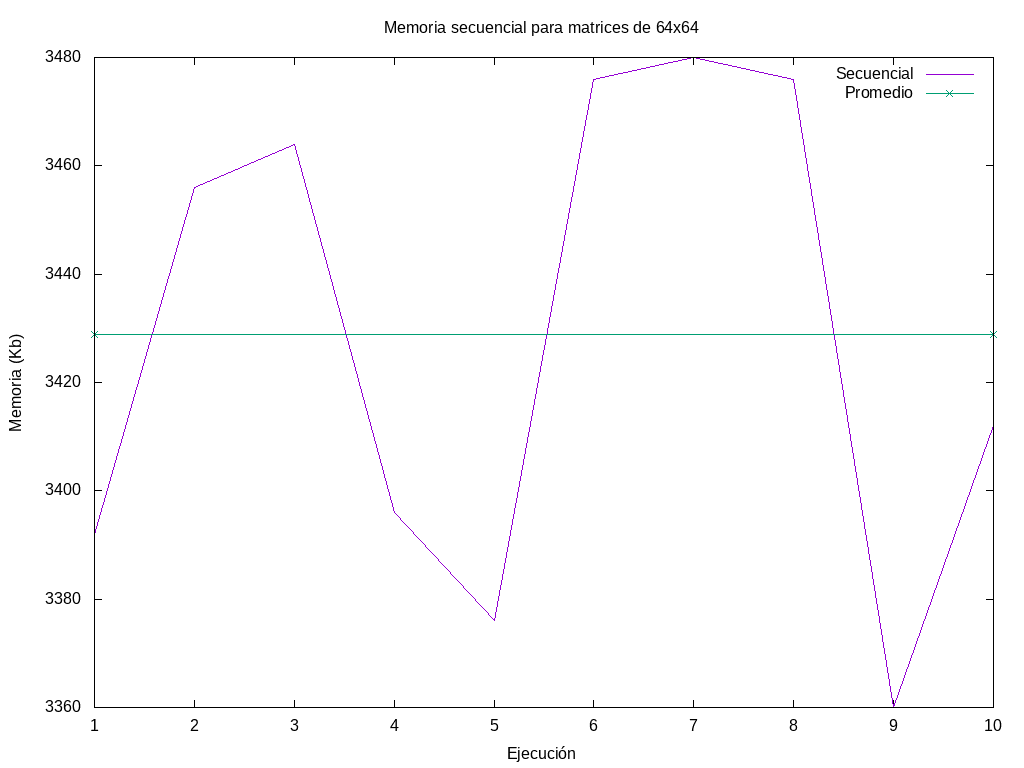 Memoria secuencial para matrices de 64x64
3480
3460
3440
3420
3400
3380
3360
Memoria (Kb)
Secuencial
Promedio
1 2 3 4 5 6 7 8 9 10
Ejecución